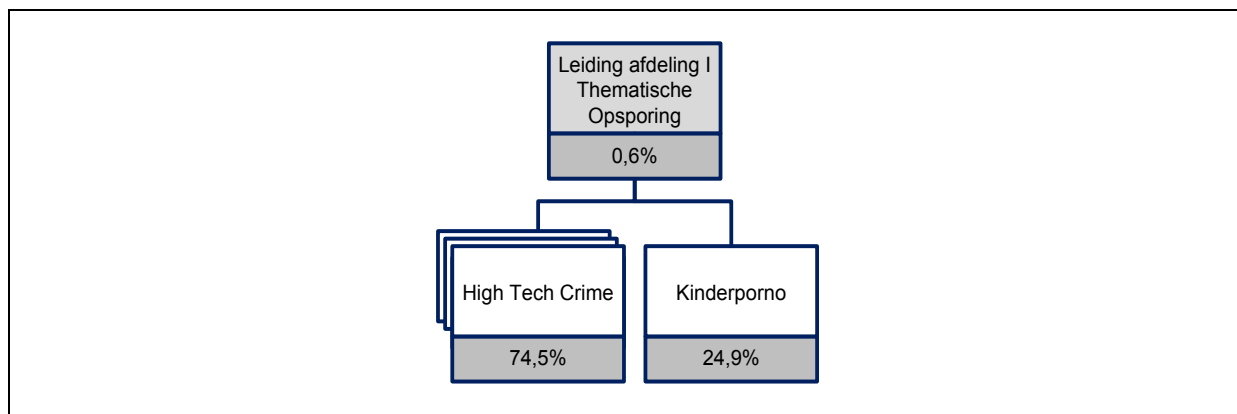 Leiding afdeling I
Thematische
Opsporing
0,6%
High Tech Crime
Kinderporno
74,5%
24,9%